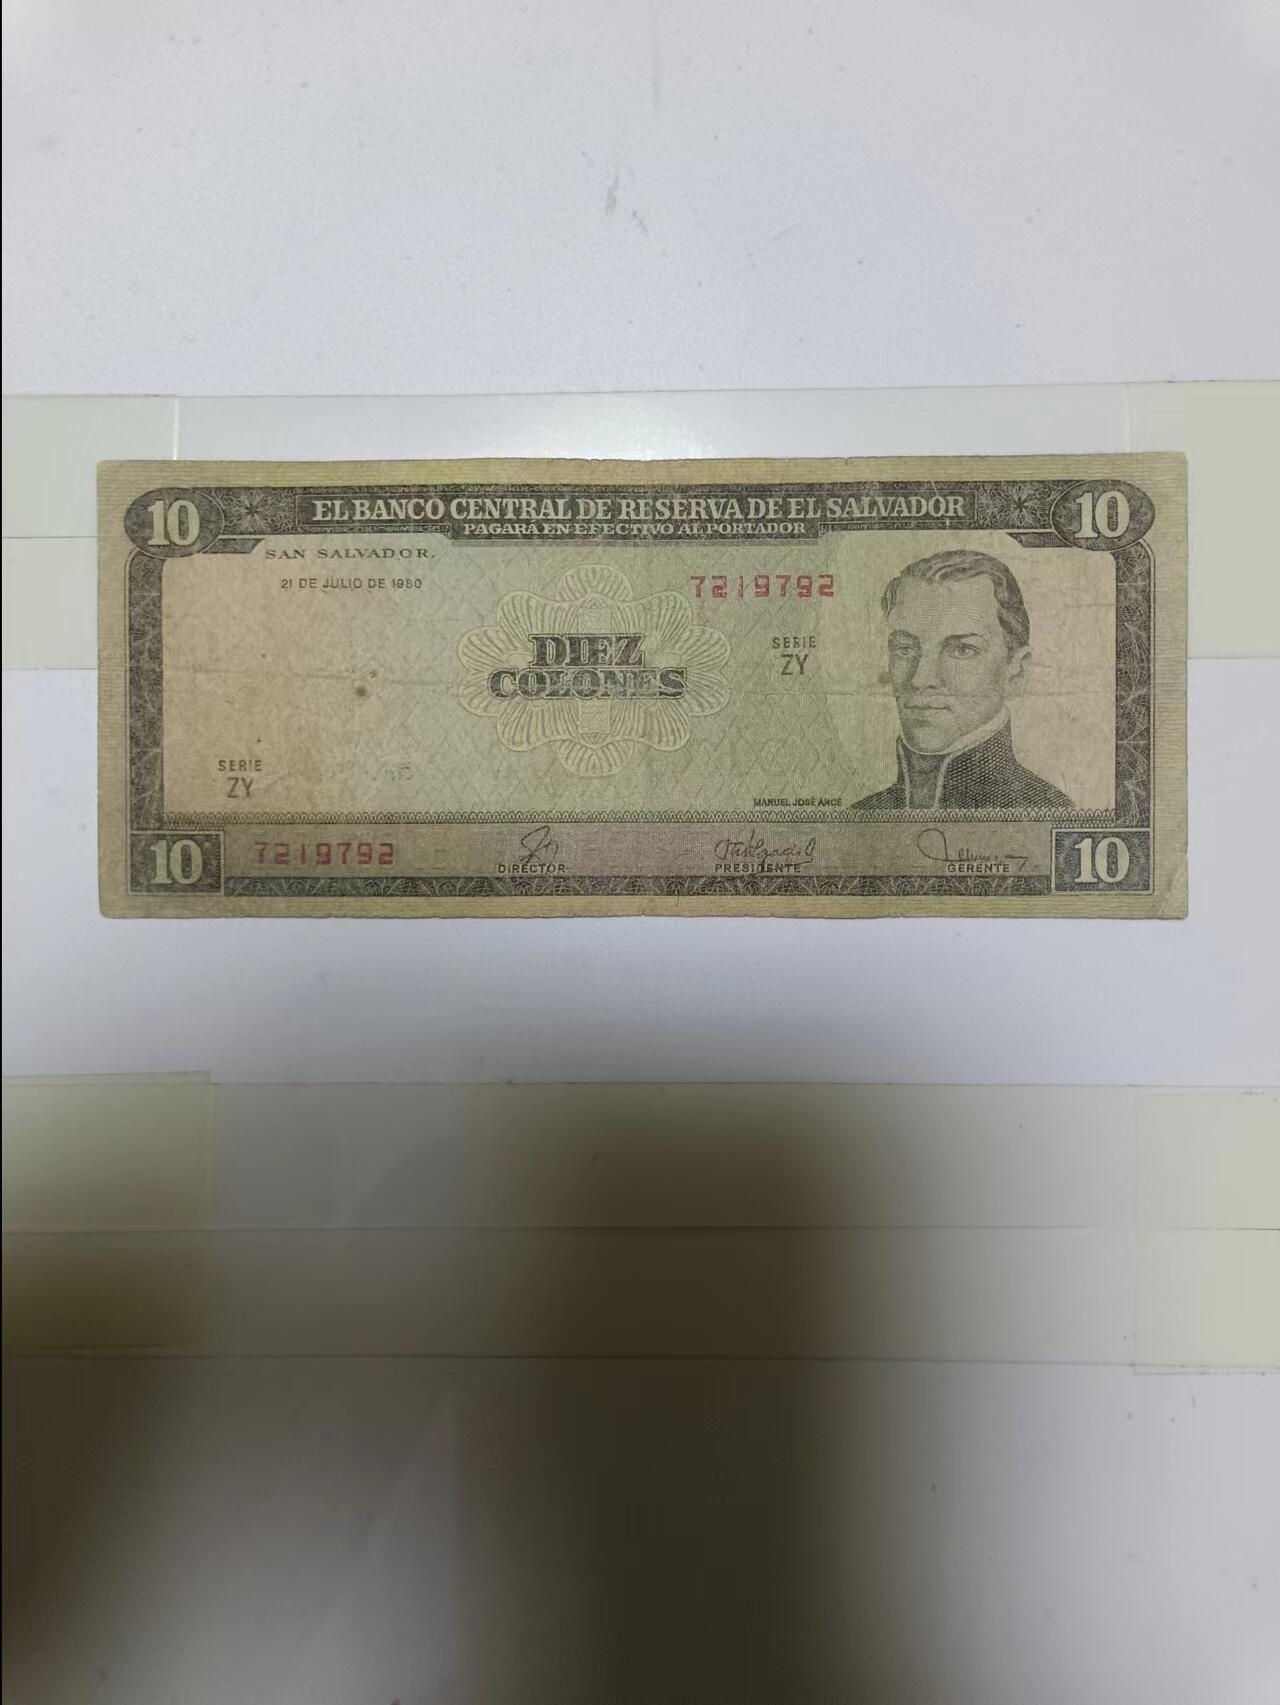 10 EL BANCO CENTRAL DE RESERVA DE EL SALVADOR 10
PAGARÁ EN EFECTIVO AL PORTADOR
SAN SALVADOR,
21 DE JULIO DE 1980
7219792
DIEZ
COLONES
SERIE
ZY
SERIE
ZY
MANUEL JOSÉ ARCE
10 7219792 10
DIRECTOR PRESIDENTE GERENTE